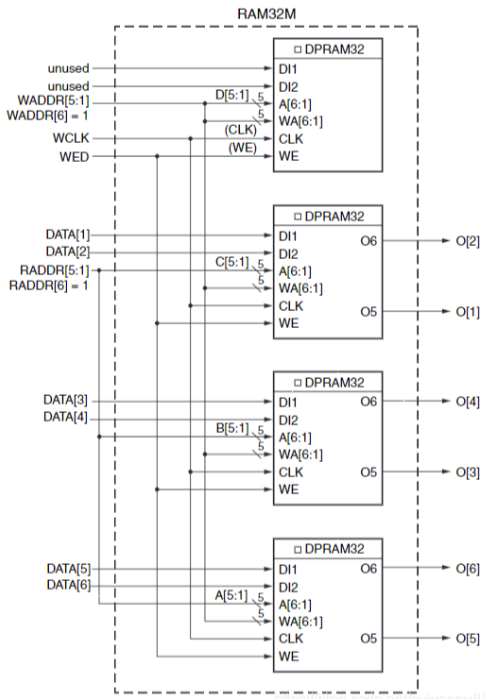 RAM32M
DPRAM32
unused
DI1
unused
DI2
WADDR[5:1]
D[5:1]
5
A[6:1]
WADDR[6] = 1
5
WA[6:1]
WCLK
(CLK)
CLK
WED
(WE)
WE
DPRAM32
DATA[1]
DI1
O6
O[2]
DATA[2]
DI2
RADDR[5:1]
C[5:1]
5
A[6:1]
RADDR[6] = 1
5
WA[6:1]
CLK
O5
O[1]
WE
DPRAM32
DATA[3]
DI1
O6
O[4]
DATA[4]
DI2
B[5:1]
5
A[6:1]
5
WA[6:1]
CLK
O5
O[3]
WE
DPRAM32
DATA[5]
DI1
O6
O[6]
DATA[6]
DI2
A[5:1]
5
A[6:1]
5
WA[6:1]
CLK
O5
O[5]
WE